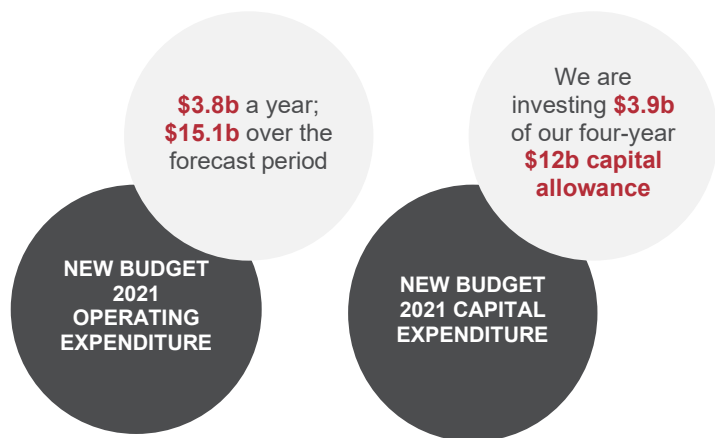 $3.8b a year;
$15.1b over the
forecast period
NEW BUDGET
2021
OPERATING
EXPENDITURE
We are
investing $3.9b
of our four-year
$12b capital
allowance
NEW BUDGET
2021 CAPITAL
EXPENDITURE